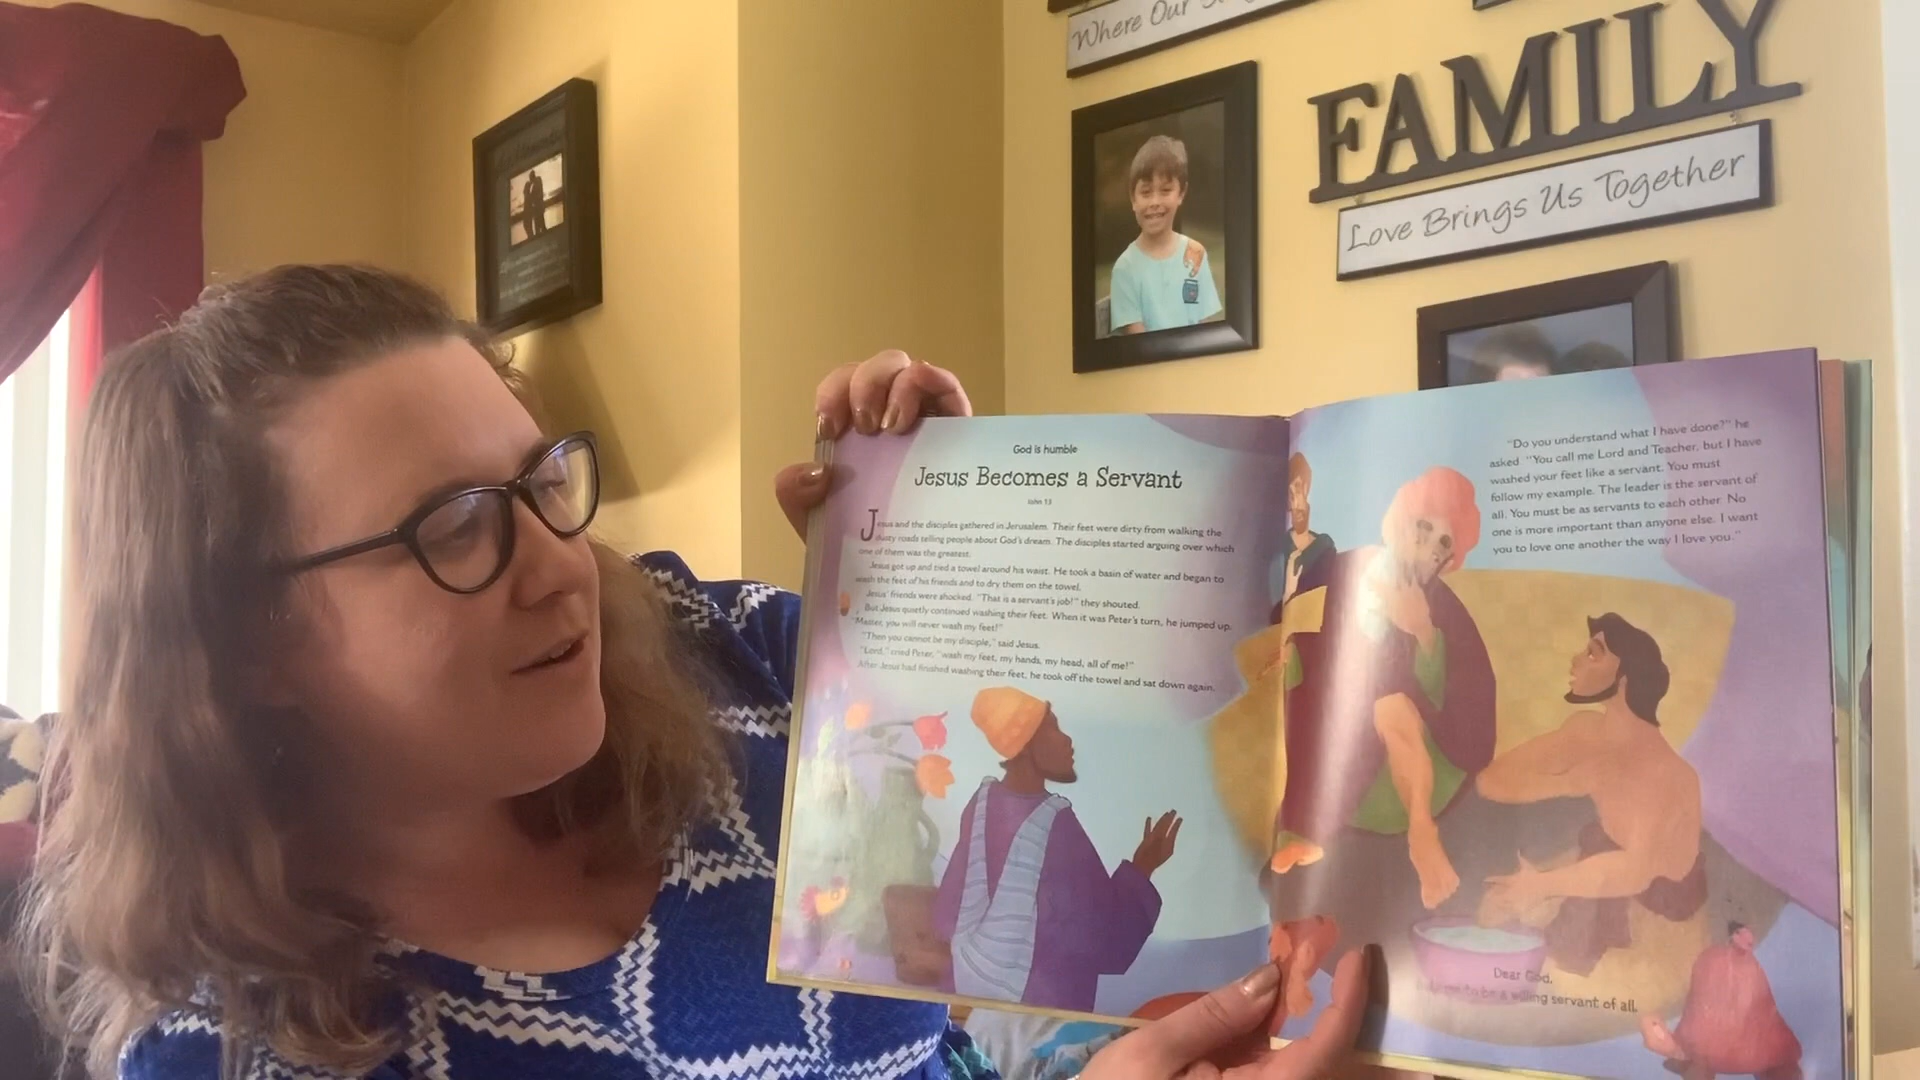 Where Our
FAMILY
Love Brings Us Together
God is humble
Jesus Becomes a Servant
John 13
Jesus and the disciples gathered in Jerusalem. Their feet were dirty from walking the
dusty roads telling people about God's dream. The disciples started arguing over which
one of them was the greatest.
Jesus got up and tied a towel around his waist. He took a basin of water and began to
wash the feet of his friends and to dry them on the towel.
Jesus' friends were shocked. "That is a servant's job!" they shouted.
But Jesus quietly continued washing their feet. When it was Peter's turn, he jumped up.
"Master, you will never wash my feet!"
"Then you cannot be my disciple," said Jesus.
"Lord," cried Peter, "wash my feet, my hands, my head, all of me!"
After Jesus had finished washing their feet, he took off the towel and sat down again.
"Do you understand what I have done?" he
asked. "You call me Lord and Teacher, but I have
washed your feet like a servant. You must
follow my example. The leader is the servant of
all. You must be as servants to each other. No
one is more important than anyone else. I want
you to love one another the way I love you."
Dear God,
to be a willing servant of all.